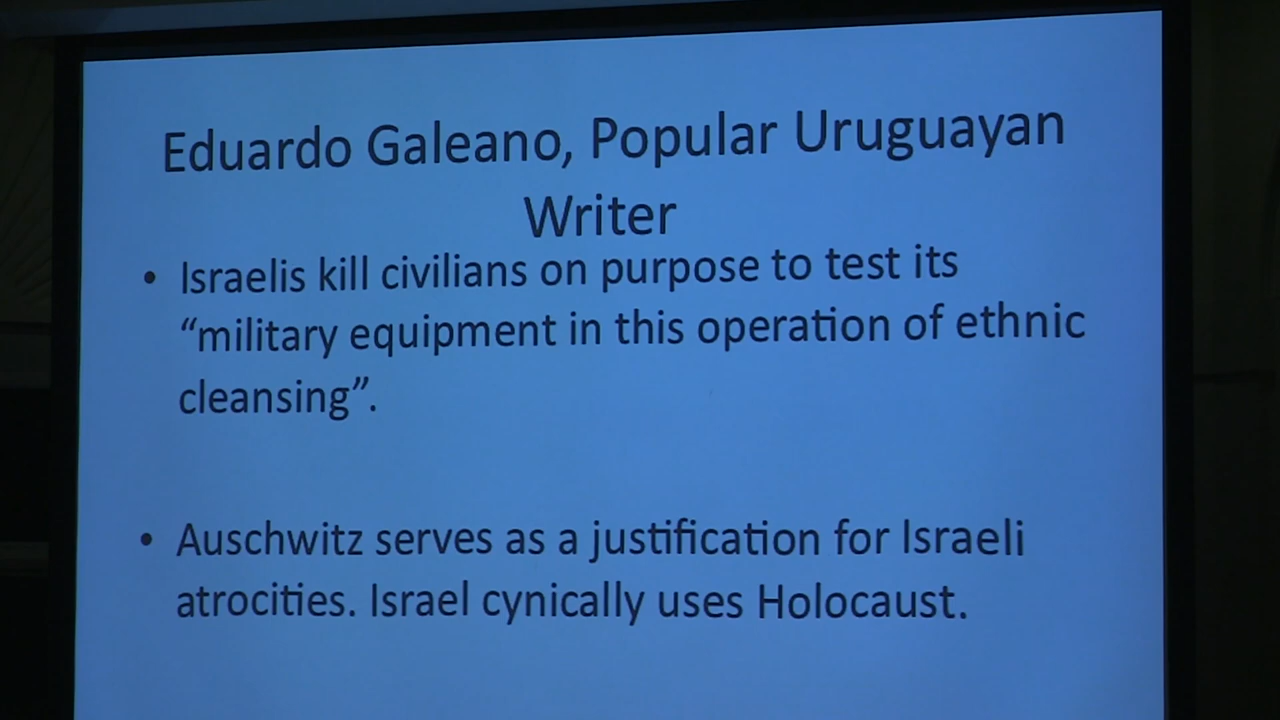 Eduardo Galeano, Popular Uruguayan
Writer
• Israelis kill civilians on purpose to test its
“military equipment in this operation of ethnic
cleansing”.
• Auschwitz serves as a justification for Israeli
atrocities. Israel cynically uses Holocaust.